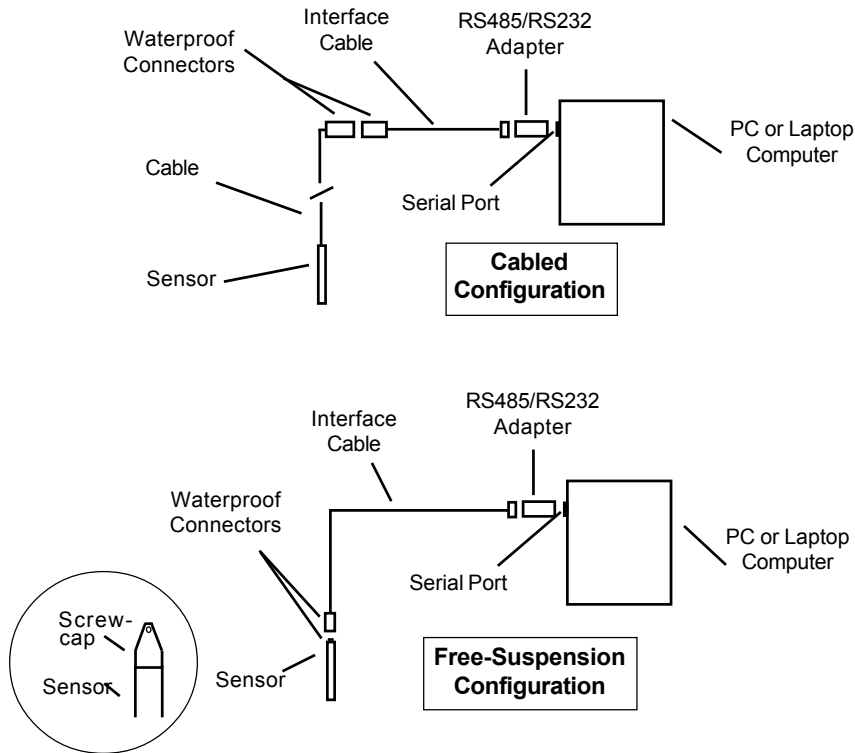 Interface
Cable
RS485/RS232
Adapter
Waterproof
Connectors
PC or Laptop
Computer
Cable
Serial Port
Sensor
Cabled
Configuration
RS485/RS232
Adapter
Interface
Cable
Waterproof
Connectors
PC or Laptop
Computer
Serial Port
Screw-
cap
Sensor
Sensor
Free-Suspension
Configuration